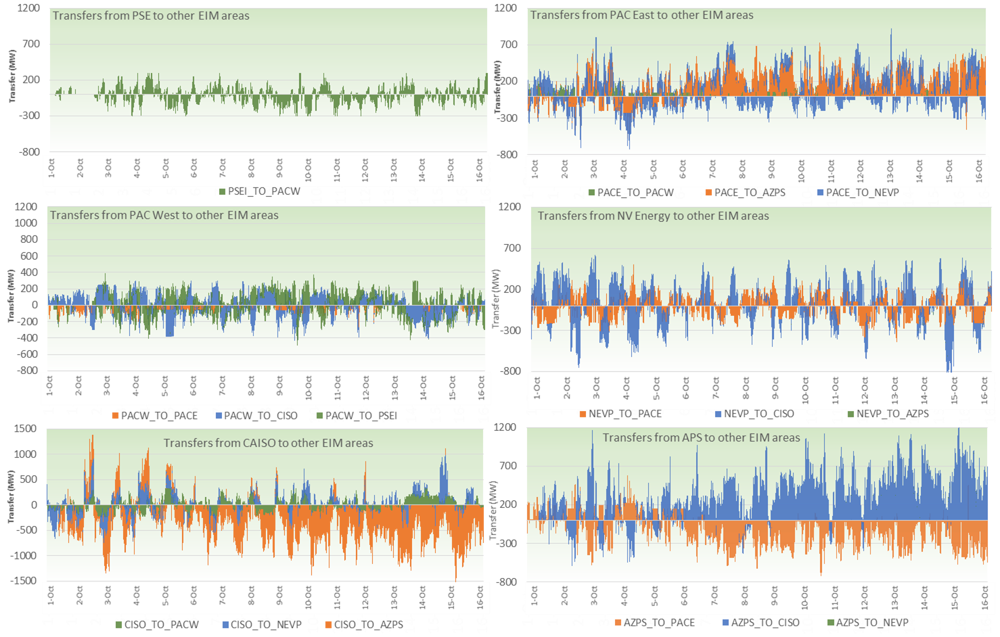 Transfers from PSE to other EIM areas
Transfer (MW)
1200
700
200
-300
-800
1-Oct 2-Oct 3-Oct 4-Oct 5-Oct 6-Oct 7-Oct 8-Oct 9-Oct 10-Oct 11-Oct 12-Oct 13-Oct 14-Oct 15-Oct 16-Oct
PSEI_TO_PACW
Transfers from PAC East to other EIM areas
Transfer (MW)
1200
700
200
-300
-800
1-Oct 2-Oct 3-Oct 4-Oct 5-Oct 6-Oct 7-Oct 8-Oct 9-Oct 10-Oct 11-Oct 12-Oct 13-Oct 14-Oct 15-Oct 16-Oct
PACE_TO_PACW PACE_TO_AZPS PACE_TO_NEVP
Transfers from PAC West to other EIM areas
Transfer (MW)
1200
1000
800
600
400
200
0
-200
-400
-600
-800
1-Oct 2-Oct 3-Oct 4-Oct 5-Oct 6-Oct 7-Oct 8-Oct 9-Oct 10-Oct 11-Oct 12-Oct 13-Oct 14-Oct 15-Oct 16-Oct
PACW_TO_PACE PACW_TO_CISO PACW_TO_PSEI
Transfers from NV Energy to other EIM areas
Transfer (MW)
1200
700
200
-300
-800
1-Oct 2-Oct 3-Oct 4-Oct 5-Oct 6-Oct 7-Oct 8-Oct 9-Oct 10-Oct 11-Oct 12-Oct 13-Oct 14-Oct 15-Oct 16-Oct
NEVP_TO_PACE NEVP_TO_CISO NEVP_TO_AZPS
Transfers from CAISO to other EIM areas
Transfer (MW)
1500
1000
500
0
-500
-1000
-1500
1-Oct 2-Oct 3-Oct 4-Oct 5-Oct 6-Oct 7-Oct 8-Oct 9-Oct 10-Oct 11-Oct 12-Oct 13-Oct 14-Oct 15-Oct 16-Oct
CISO_TO_PACW CISO_TO_NEVP CISO_TO_AZPS
Transfers from APS to other EIM areas
Transfer (MW)
1200
700
200
-300
-800
1-Oct 2-Oct 3-Oct 4-Oct 5-Oct 6-Oct 7-Oct 8-Oct 9-Oct 10-Oct 11-Oct 12-Oct 13-Oct 14-Oct 15-Oct 16-Oct
AZPS_TO_PACE AZPS_TO_CISO AZPS_TO_NEVP